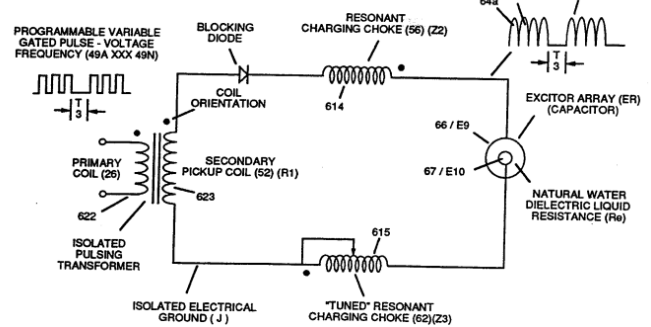 PROGRAMMABLE VARIABLE
GATED PULSE - VOLTAGE
FREQUENCY (49A XXX 49N)
T
3
BLOCKING
DIODE
RESONANT
CHARGING CHOKE (56) (Z2)
614
64a
T
3
COIL
ORIENTATION
EXCITOR ARRAY (ER)
(CAPACITOR)
66 / E9
67 / E10
PRIMARY
COIL (26)
SECONDARY
PICKUP COIL (52) (R1)
622
623
NATURAL WATER
DIELECTRIC LIQUID
RESISTANCE (Re)
ISOLATED
PULSING
TRANSFORMER
615
ISOLATED ELECTRICAL
GROUND ( J )
"TUNED" RESONANT
CHARGING CHOKE (62)(Z3)